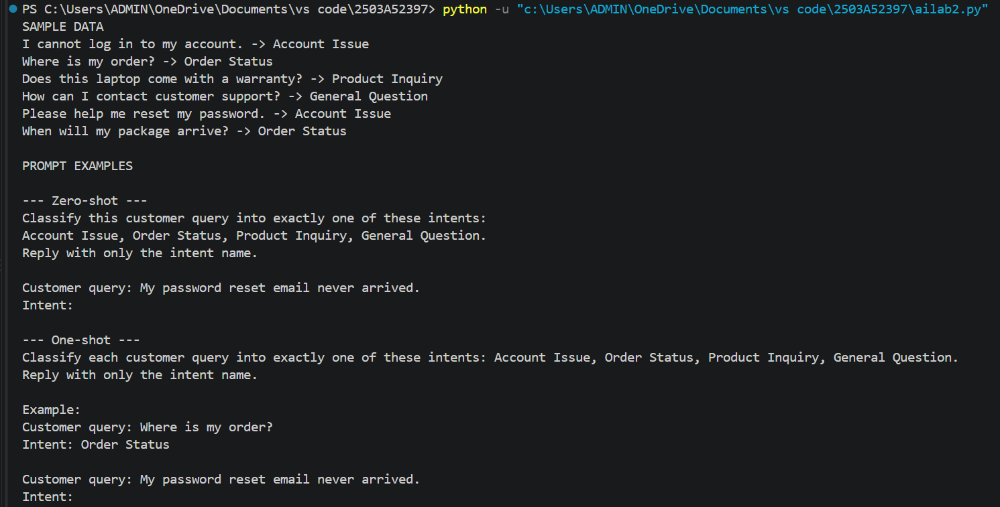 PS C:\Users\ADMIN\OneDrive\Documents\vs code\2503A52397> python -u "c:\Users\ADMIN\OneDrive\Documents\vs code\2503A52397\ailab2.py"
SAMPLE DATA
I cannot log in to my account. -> Account Issue
Where is my order? -> Order Status
Does this laptop come with a warranty? -> Product Inquiry
How can I contact customer support? -> General Question
Please help me reset my password. -> Account Issue
When will my package arrive? -> Order Status
PROMPT EXAMPLES
--- Zero-shot ---
Classify this customer query into exactly one of these intents:
Account Issue, Order Status, Product Inquiry, General Question.
Reply with only the intent name.
Customer query: My password reset email never arrived.
Intent:
--- One-shot ---
Classify each customer query into exactly one of these intents: Account Issue, Order Status, Product Inquiry, General Question.
Reply with only the intent name.
Example:
Customer query: Where is my order?
Intent: Order Status
Customer query: My password reset email never arrived.
Intent: